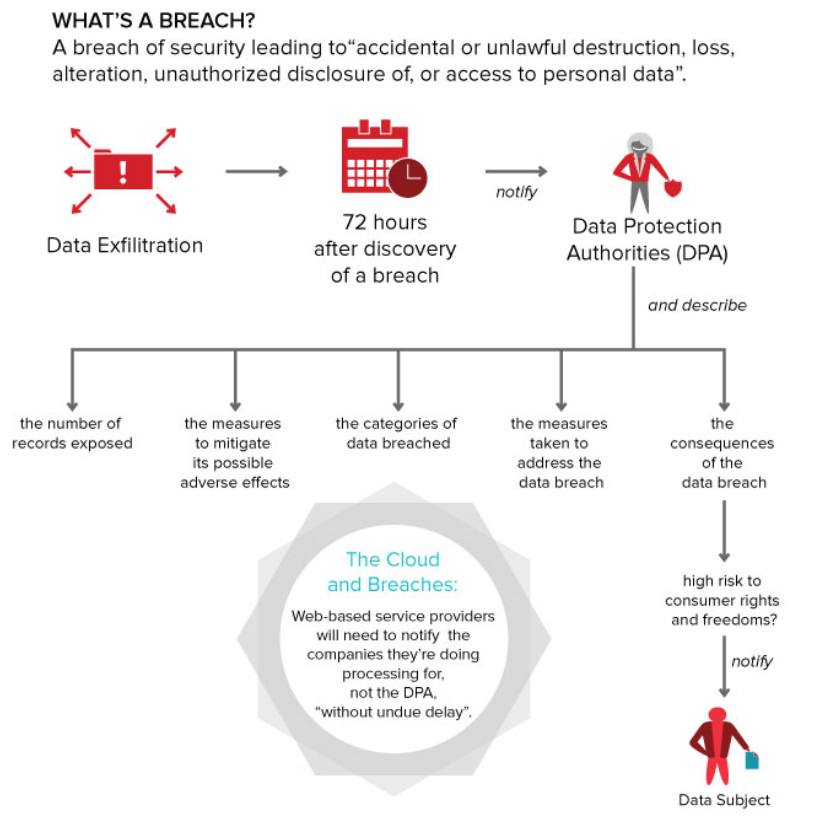 WHAT'S A BREACH?
A breach of security leading to“accidental or unlawful destruction, loss,
alteration, unauthorized disclosure of, or access to personal data”.
!
Data Exfilitration
72 hours
after discovery
of a breach
notify
Data Protection
Authorities (DPA)
and describe
the number of
records exposed
the measures
to mitigate
its possible
adverse effects
the categories of
data breached
the measures
taken to
address the
data breach
the
consequences
of the
data breach
The Cloud
and Breaches:
Web-based service providers
will need to notify the
companies they're doing
processing for,
not the DPA,
“without undue delay”.
high risk to
consumer rights
and freedoms?
notify
Data Subject